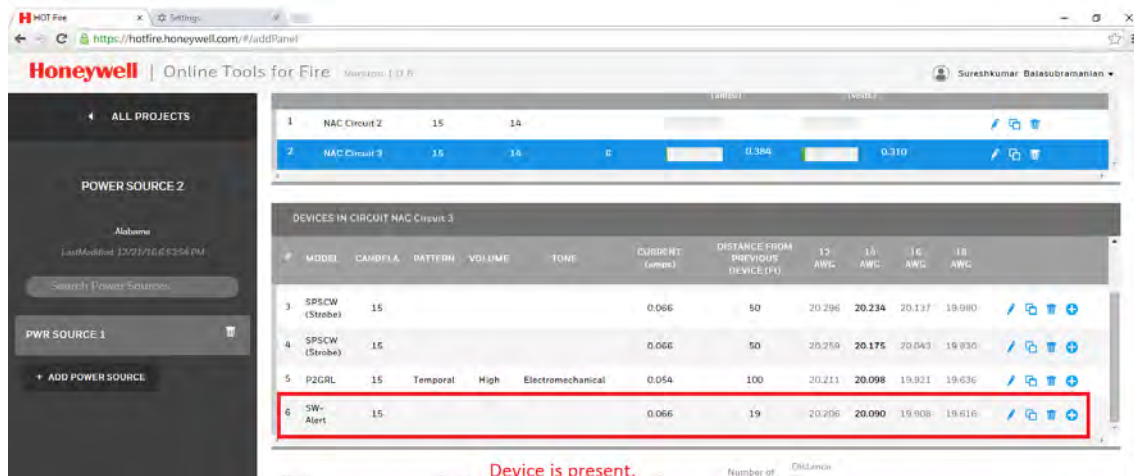 HOT Fire
Settings
https://hotfire.honeywell.com/#/addPanel
Honeywell | Online Tools for Fire
Sureshkumar Balasubramanian
ALL PROJECTS
POWER SOURCE 2
Alabama
Search Power Sources
PWR SOURCE 1
+ ADD POWER SOURCE
1 NAC Circuit 2 15 14
2 NAC Circuit 3 15 14 0.384 0.310
DEVICES IN CIRCUIT NAC Circuit 3
# MODEL CANDELA PATTERN VOLUME TONE CURRENT (amps) DISTANCE FROM PREVIOUS DEVICE (Ft) 12 AWG 14 AWG 16 AWG 18 AWG
3 SPSCW (Strobe) 15 0.066 50 20.296 20.234 20.137 19.980
4 SPSCW (Strobe) 15 0.066 50 20.259 20.175 20.043 19.830
5 P2GRL 15 Temporal High Electromechanical 0.054 100 20.211 20.098 19.921 19.636
6 SW-Alert 15 0.066 19 20.206 20.090 19.908 19.616
Device is present.
Number of
Distance